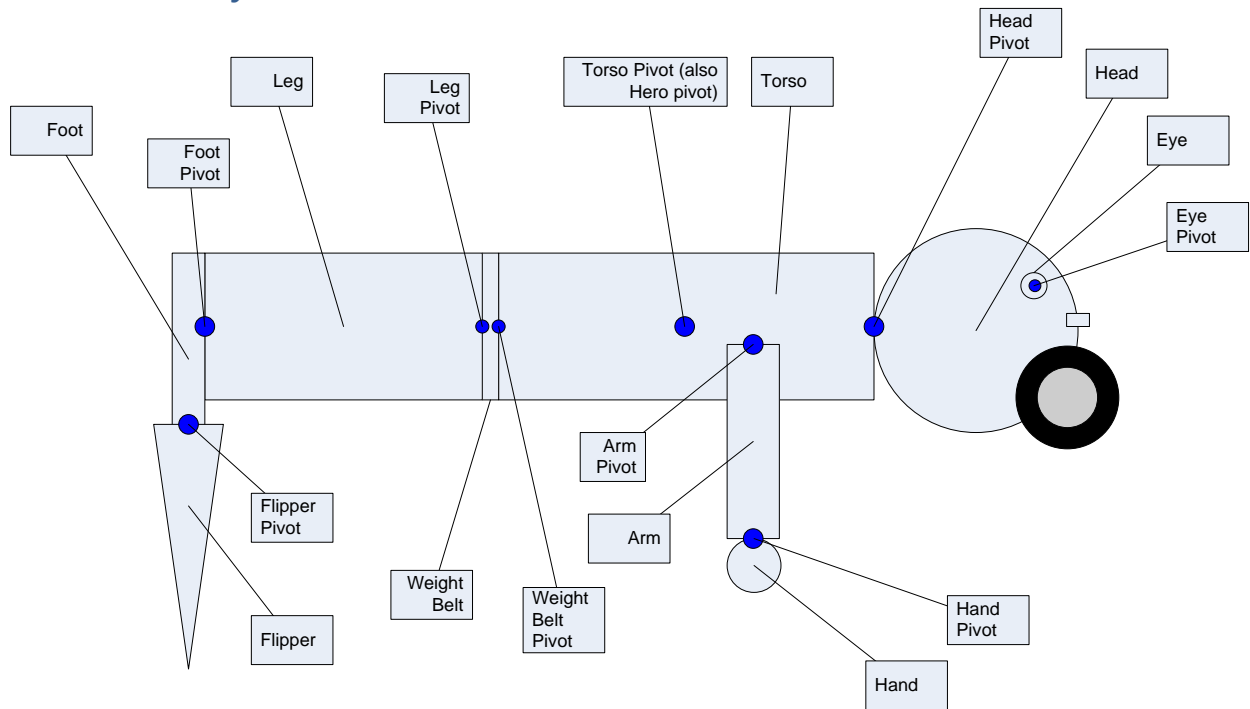 Head
Pivot
Leg
Torso Pivot (also
Hero pivot)
Torso
Head
Leg
Pivot
Foot
Eye
Foot
Pivot
Eye
Pivot
Arm
Pivot
Flipper
Pivot
Arm
Weight
Belt
Weight
Belt
Pivot
Hand
Pivot
Flipper
Hand